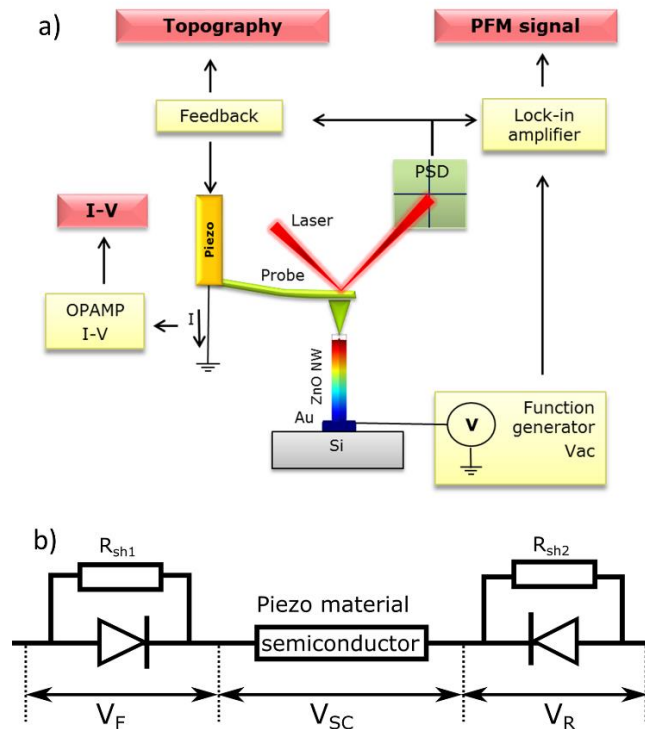 a)
Topography
PFM signal
Feedback
Lock-in
amplifier
PSD
I-V
Laser
Piezo
Probe
OPAMP
I-V
I
ZnO NW
Au
Si
V
Function
generator
Vac
b)
Rsh1
Rsh2
Piezo material
semiconductor
VF
VSC
VR